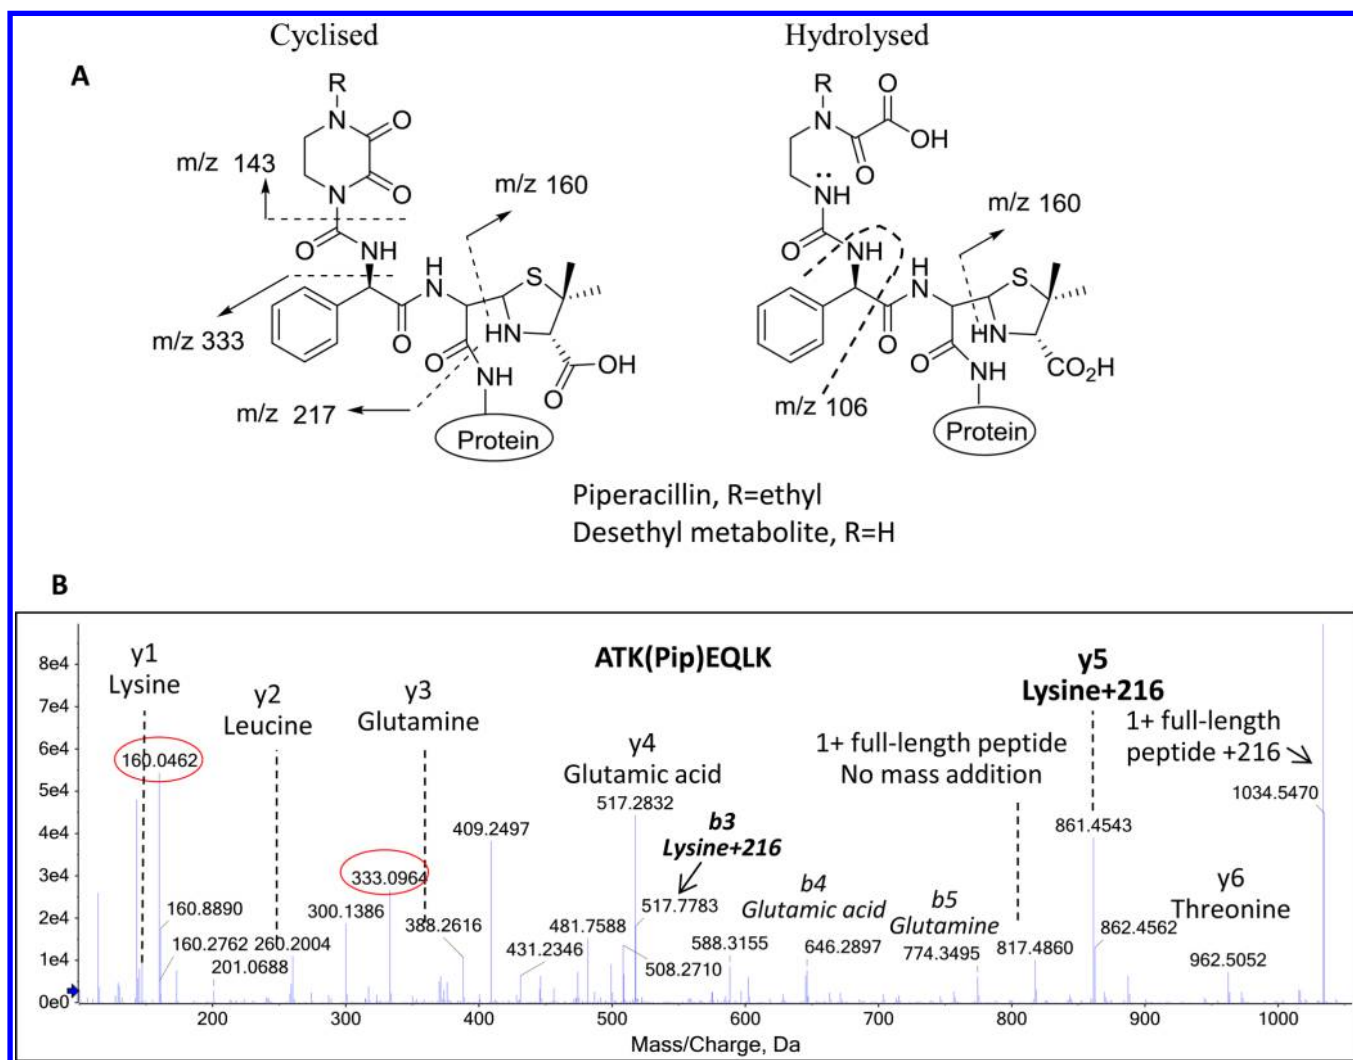 Cyclised
Hydrolysed
A
R
N
O
N
O
O
NH
H
N
S
O
HN
O
NH
O
OH
Protein
m/z 143
m/z 160
m/z 333
m/z 217
R
N
O
OH
O
NH
O
NH
H
N
S
O
HN
O
NH
CO2H
Protein
m/z 160
m/z 106
Piperacillin, R=ethyl
Desethyl metabolite, R=H
B
ATK(Pip)EQLK
y1
Lysine
y2
Leucine
y3
Glutamine
y4
Glutamic acid
b3
Lysine+216
b4
Glutamic acid
b5
Glutamine
1+ full-length peptide
No mass addition
y5
Lysine+216
1+ full-length
peptide +216
y6
Threonine
160.0462
160.8890
160.2762
201.0688
260.2004
300.1386
333.0964
388.2616
409.2497
431.2346
481.7588
508.2710
517.2832
517.7783
588.3155
646.2897
774.3495
817.4860
861.4543
862.4562
962.5052
1034.5470
8e4
7e4
6e4
5e4
4e4
3e4
2e4
1e4
0e0
200
300
400
500
600
700
800
900
1000
Mass/Charge, Da